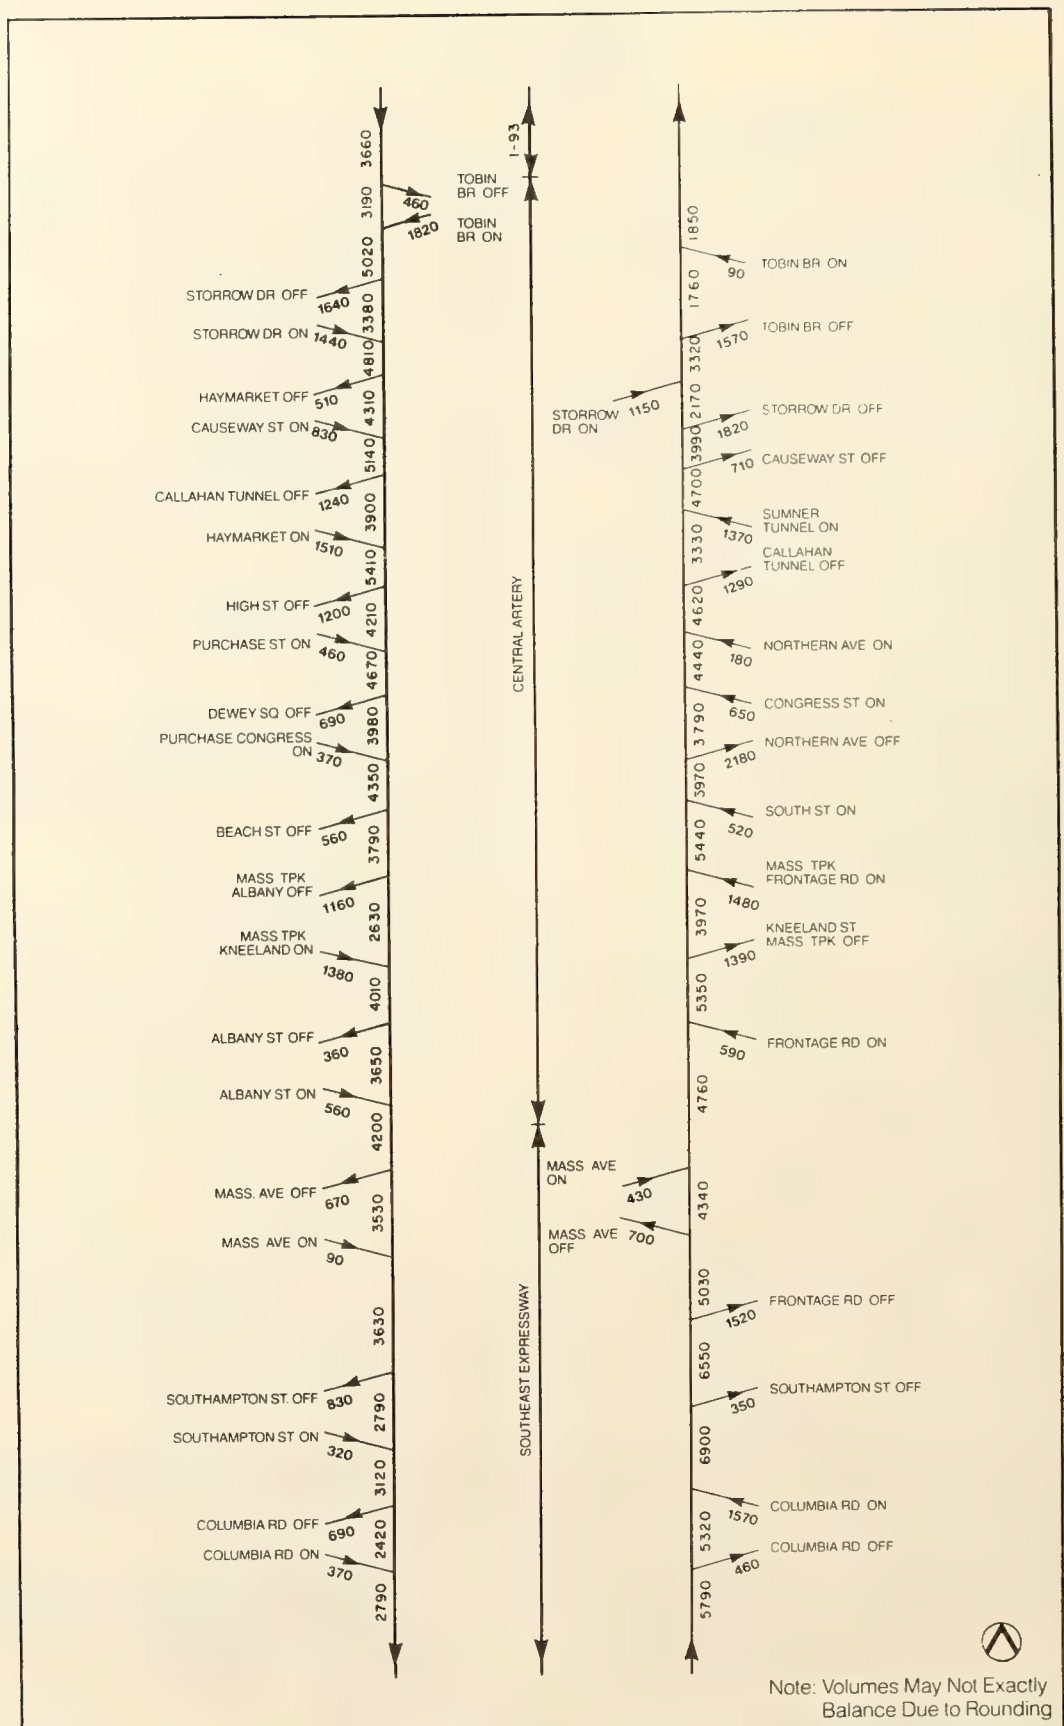 3660
TOBIN
BR OFF
460
3190
TOBIN
BR ON
1820
5020
STORROW DR OFF
1640
3380
STORROW DR ON
1440
4810
HAYMARKET OFF
510
4310
CAUSEWAY ST ON
830
5140
CALLAHAN TUNNEL OFF
1240
3900
HAYMARKET ON
1510
5410
HIGH ST OFF
1200
4210
PURCHASE ST ON
460
4670
DEWEY SQ OFF
690
3980
PURCHASE CONGRESS
ON
370
4350
BEACH ST OFF
560
3790
MASS TPK
ALBANY OFF
1160
2630
MASS TPK
KNEELAND ON
1380
4010
ALBANY ST OFF
360
3650
ALBANY ST ON
560
4200
MASS. AVE OFF
670
3530
MASS AVE ON
90
3630
SOUTHAMPTON ST. OFF
830
2790
SOUTHAMPTON ST ON
320
3120
COLUMBIA RD OFF
690
2420
COLUMBIA RD ON
370
2790
I-93
CENTRAL ARTERY
SOUTHEAST EXPRESSWAY
1850
TOBIN BR ON
90
1760
TOBIN BR OFF
1570
3320
STORROW
DR ON
1150
2170
STORROW DR OFF
1820
3990
CAUSEWAY ST OFF
710
4700
SUMNER
TUNNEL ON
1370
3330
CALLAHAN
TUNNEL OFF
1290
4620
NORTHERN AVE ON
180
4440
CONGRESS ST ON
650
3790
NORTHERN AVE OFF
2180
3970
SOUTH ST ON
520
5440
MASS TPK
FRONTAGE RD ON
1480
3970
KNEELAND ST
MASS TPK OFF
1390
5350
FRONTAGE RD ON
590
4760
MASS AVE
ON
430
4340
MASS AVE
OFF
700
5030
FRONTAGE RD OFF
1520
6550
SOUTHAMPTON ST OFF
350
6900
COLUMBIA RD ON
1570
5320
COLUMBIA RD OFF
460
5790
Note: Volumes May Not Exactly
Balance Due to Rounding